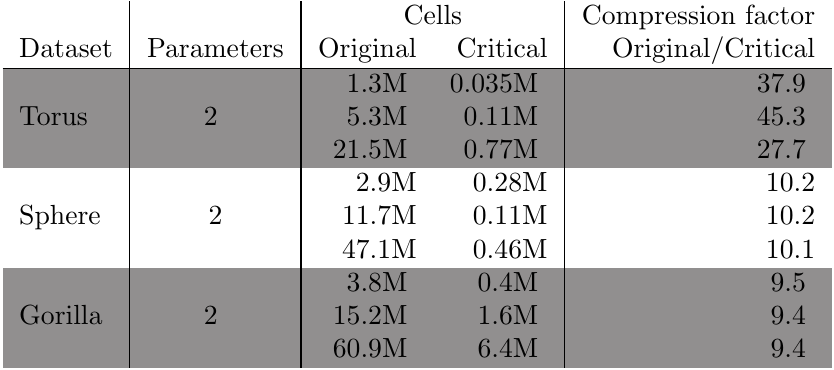 Cells Compression factor
Dataset Parameters Original Critical Original/Critical
1.3M 0.035M 37.9
Torus 2 5.3M 0.11M 45.3
21.5M 0.77M 27.7
2.9M 0.28M 10.2
Sphere 2 11.7M 0.11M 10.2
47.1M 0.46M 10.1
3.8M 0.4M 9.5
Gorilla 2 15.2M 1.6M 9.4
60.9M 6.4M 9.4